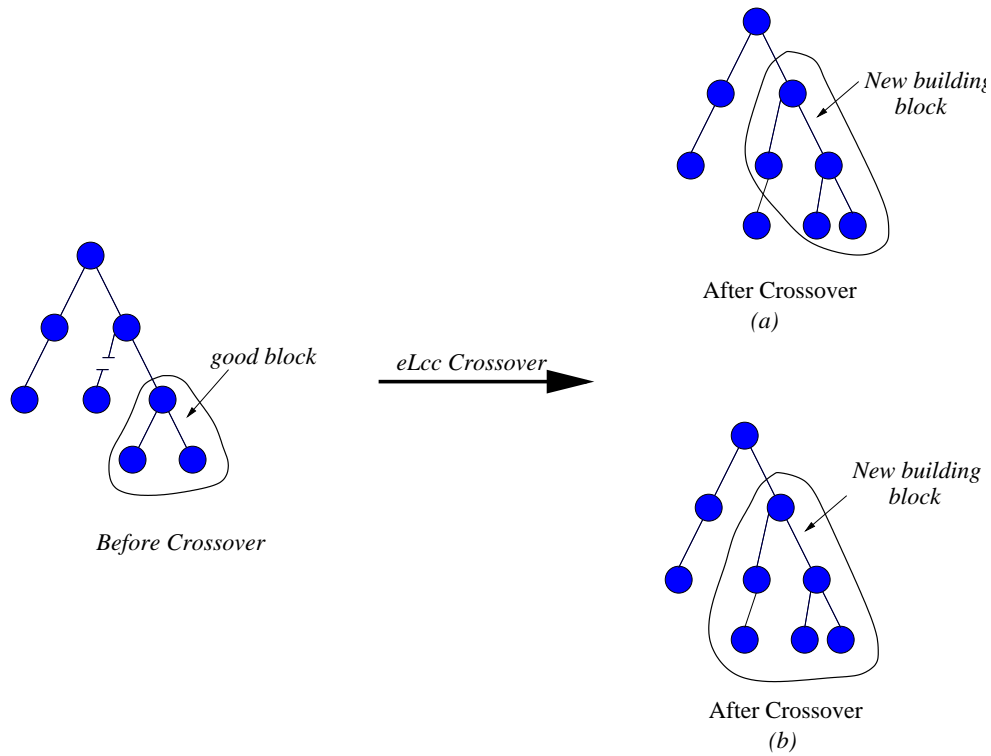 New building
block
After Crossover
(a)
good block
eLcc Crossover
Before Crossover
New building
block
After Crossover
(b)